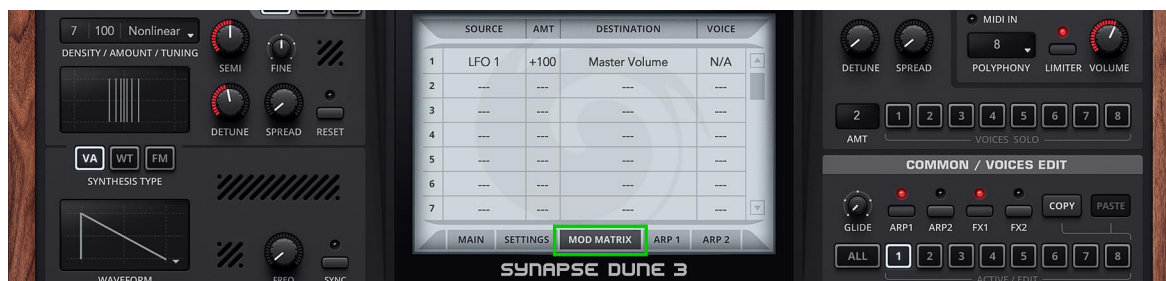 7 | 100 | Nonlinear
DENSITY / AMOUNT / TUNING
SEMI
FINE
DETUNE
SPREAD
RESET
VA
WT
FM
SYNTHESIS TYPE
WAVEFORM
FREQ
SYNC
SOURCE AMT DESTINATION VOICE
1 LFO 1 +100 Master Volume N/A
2 --- --- --- ---
3 --- --- --- ---
4 --- --- --- ---
5 --- --- --- ---
6 --- --- --- ---
7 --- --- --- ---
MAIN SETTINGS MOD MATRIX ARP 1 ARP 2
SYNAPSE DUNE 3
DETUNE
SPREAD
MIDI IN
8
POLYPHONY
LIMITER
VOLUME
2
AMT
1 2 3 4 5 6 7 8
VOICES SOLO
COMMON / VOICES EDIT
GLIDE
ARP1
ARP2
FX1
FX2
COPY
PASTE
ALL 1 2 3 4 5 6 7 8
ACTIVE / EDIT